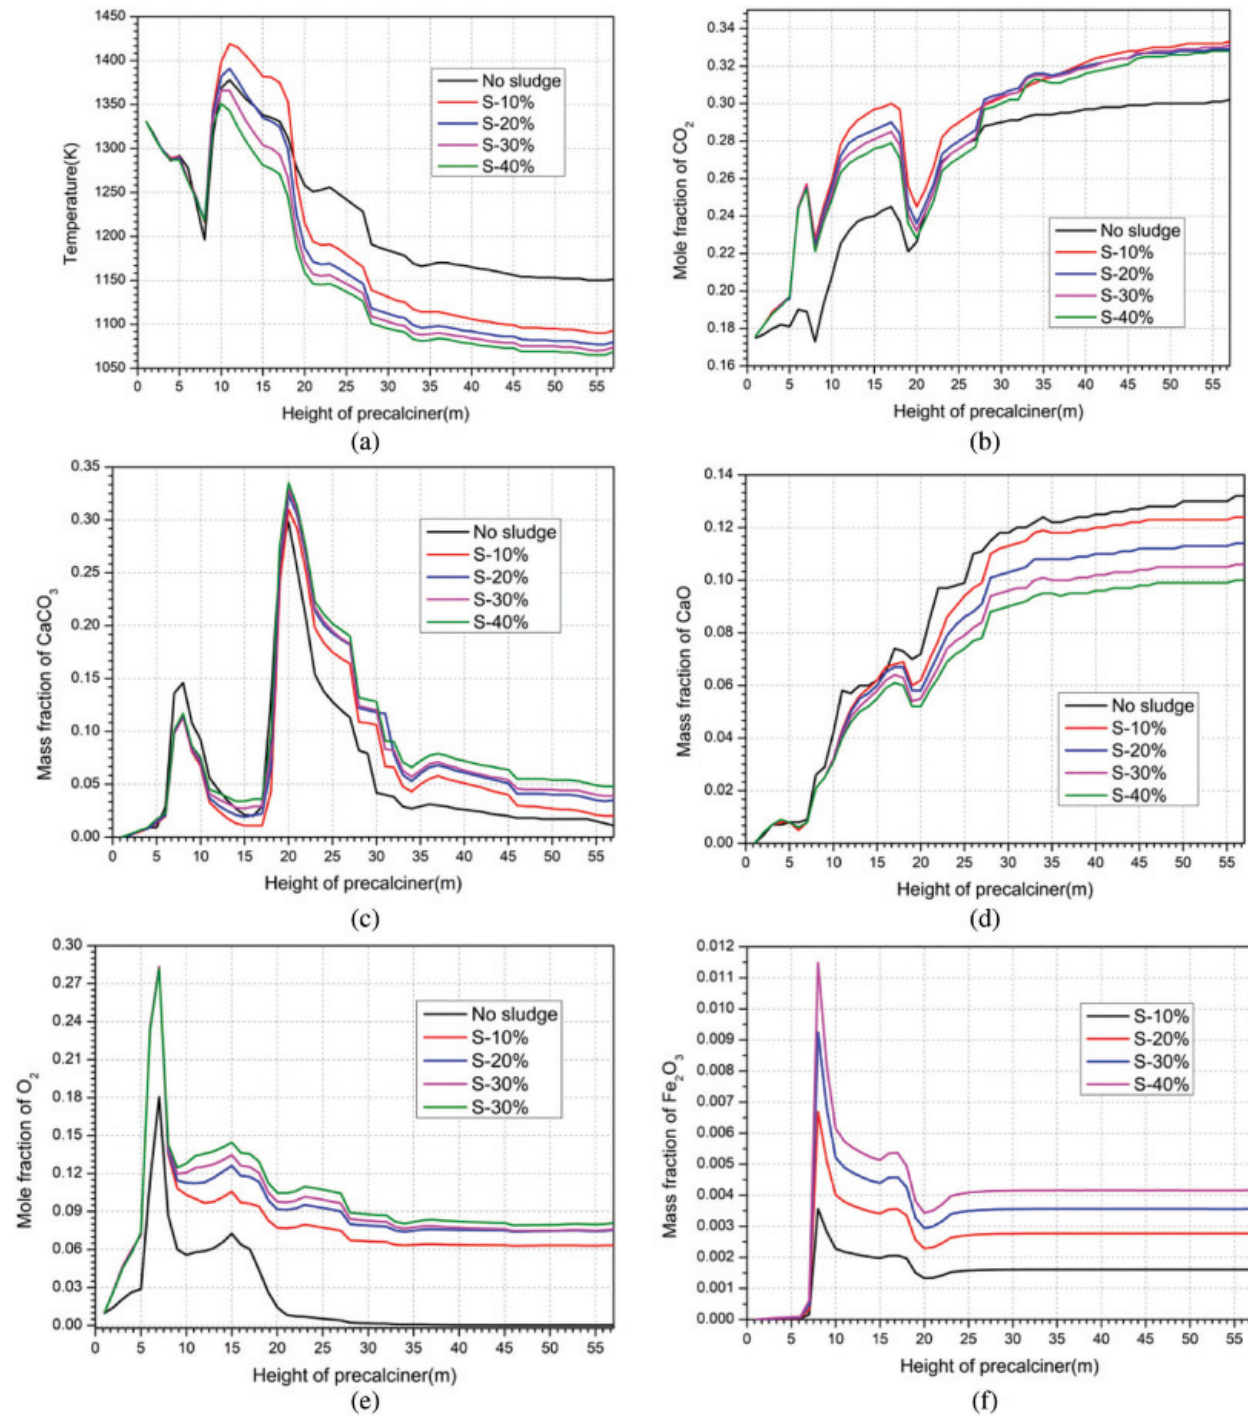 1450
1400
1350
1300
1250
1200
1150
1100
1050
Temperature(K)
No sludge
S-10%
S-20%
S-30%
S-40%
0 5 10 15 20 25 30 35 40 45 50 55
Height of precalciner(m)
(a)
0.34
0.32
0.30
0.28
0.26
0.24
0.22
0.20
0.18
0.16
Mole fraction of CO2
No sludge
S-10%
S-20%
S-30%
S-40%
0 5 10 15 20 25 30 35 40 45 50 55
Height of precalciner(m)
(b)
0.35
0.30
0.25
0.20
0.15
0.10
0.05
0.00
Mass fraction of CaCO3
No sludge
S-10%
S-20%
S-30%
S-40%
0 5 10 15 20 25 30 35 40 45 50 55
Height of precalciner(m)
(c)
0.14
0.12
0.10
0.08
0.06
0.04
0.02
0.00
Mass fraction of CaO
No sludge
S-10%
S-20%
S-30%
S-40%
0 5 10 15 20 25 30 35 40 45 50 55
Height of precalciner(m)
(d)
0.30
0.27
0.24
0.21
0.18
0.15
0.12
0.09
0.06
0.03
0.00
Mole fraction of O2
No sludge
S-10%
S-20%
S-30%
S-30%
0 5 10 15 20 25 30 35 40 45 50 55
Height of precalciner(m)
(e)
0.012
0.011
0.010
0.009
0.008
0.007
0.006
0.005
0.004
0.003
0.002
0.001
0.000
Mass fraction of Fe2O3
S-10%
S-20%
S-30%
S-40%
0 5 10 15 20 25 30 35 40 45 50 55
Height of precalciner(m)
(f)